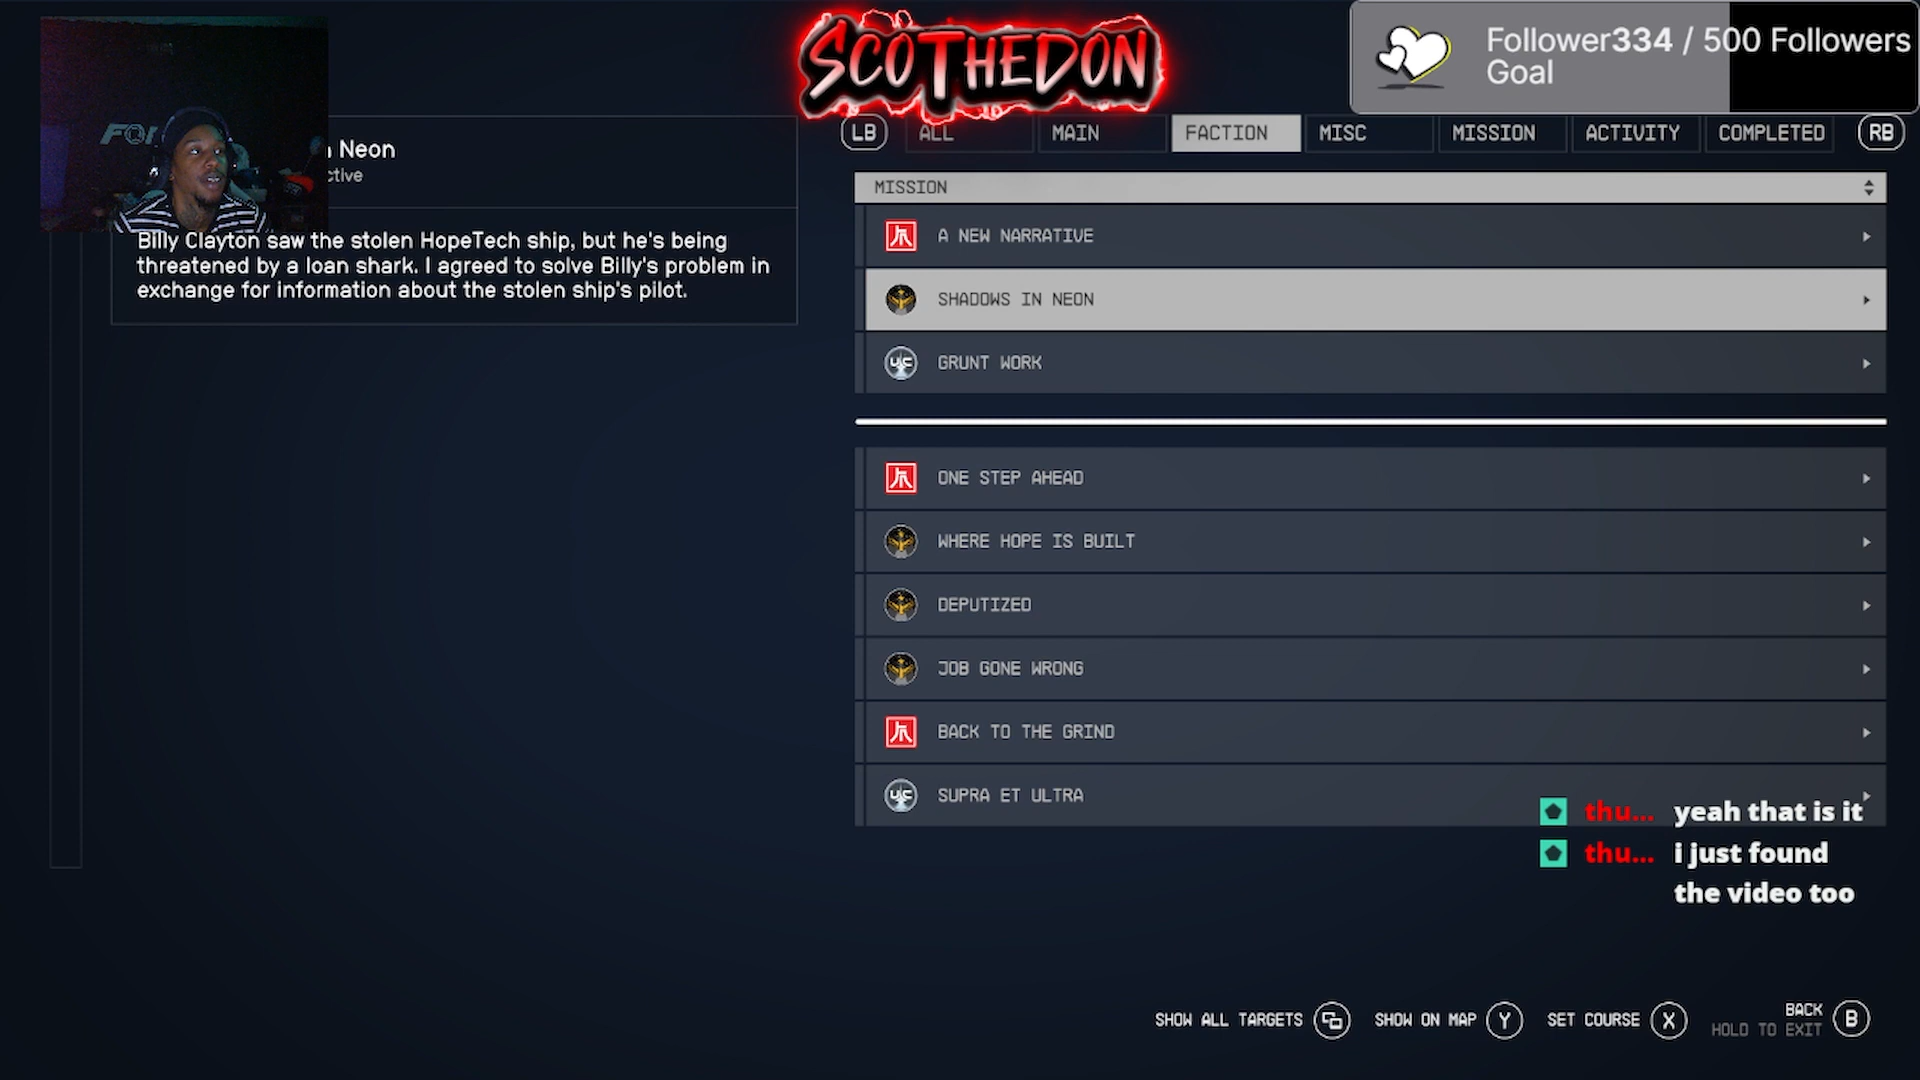 SCOTHEDON
Follower334 / 500 Followers
Goal
Neon
ctive
Billy Clayton saw the stolen HopeTech ship, but he's being
threatened by a loan shark. I agreed to solve Billy's problem in
exchange for information about the stolen ship's pilot.
LB ALL MAIN FACTION MISC MISSION ACTIVITY COMPLETED RB
MISSION
A NEW NARRATIVE
SHADOWS IN NEON
UC GRUNT WORK
ONE STEP AHEAD
WHERE HOPE IS BUILT
DEPUTIZED
JOB GONE WRONG
BACK TO THE GRIND
UC SUPRA ET ULTRA
thu... yeah that is it
thu... i just found
the video too
SHOW ALL TARGETS SHOW ON MAP Y SET COURSE X BACK B
HOLD TO EXIT